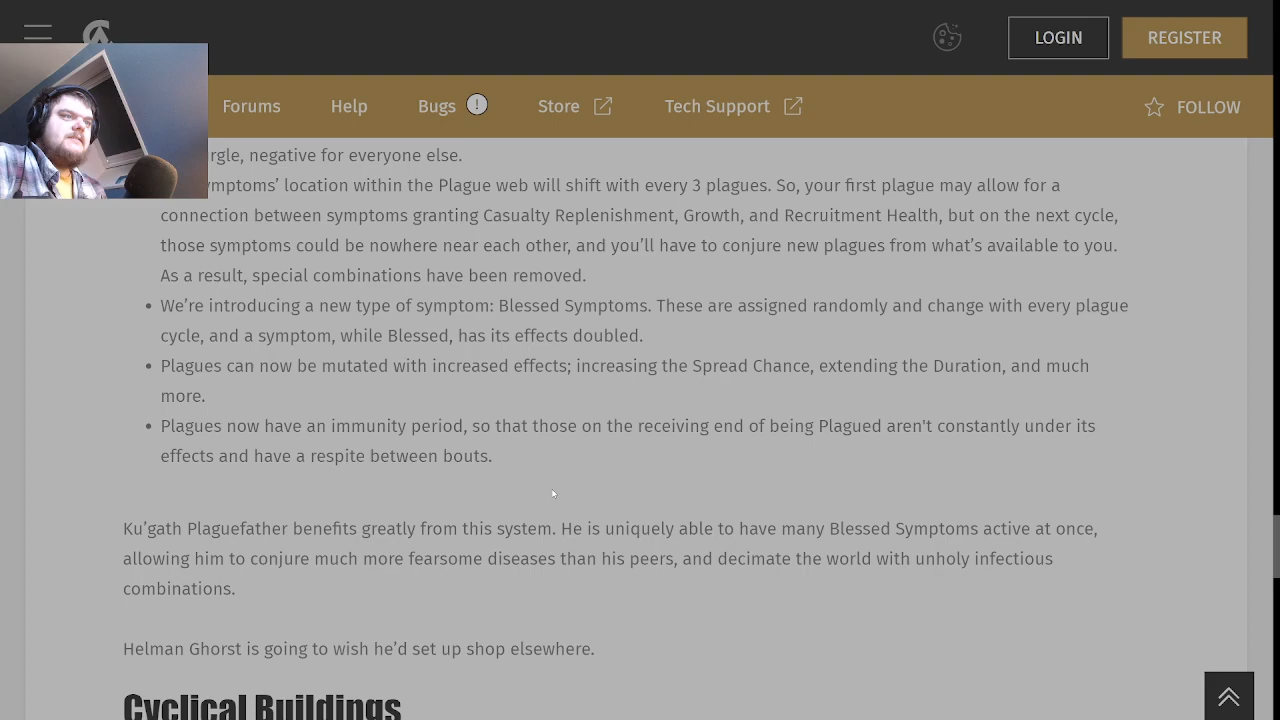 LOGIN
REGISTER
Forums
Help
Bugs
!
Store
Tech Support
FOLLOW
negative for everyone else.
location within the Plague web will shift with every 3 plagues. So, your first plague may allow for a
connection between symptoms granting Casualty Replenishment, Growth, and Recruitment Health, but on the next cycle,
those symptoms could be nowhere near each other, and you’ll have to conjure new plagues from what’s available to you.
As a result, special combinations have been removed.
• We’re introducing a new type of symptom: Blessed Symptoms. These are assigned randomly and change with every plague
cycle, and a symptom, while Blessed, has its effects doubled.
• Plagues can now be mutated with increased effects; increasing the Spread Chance, extending the Duration, and much
more.
• Plagues now have an immunity period, so that those on the receiving end of being Plagued aren't constantly under its
effects and have a respite between bouts.
Ku’gath Plaguefather benefits greatly from this system. He is uniquely able to have many Blessed Symptoms active at once,
allowing him to conjure much more fearsome diseases than his peers, and decimate the world with unholy infectious
combinations.
Helman Ghorst is going to wish he’d set up shop elsewhere.
Cyclical Buildings